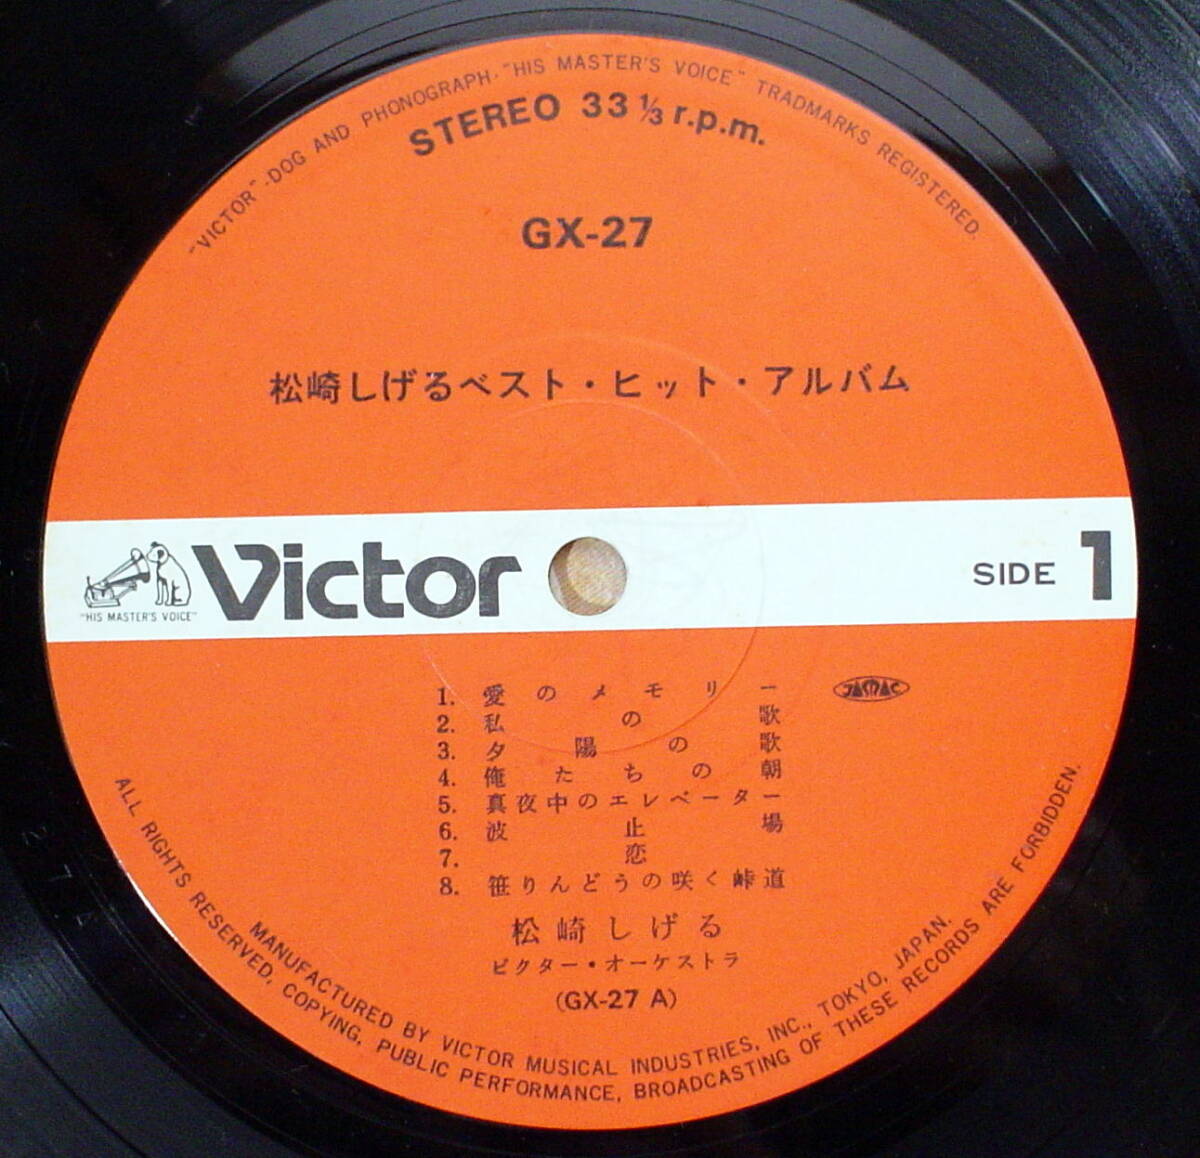 "VICTOR"-DOG AND PHONOGRAPH-"HIS MASTER'S VOICE" TRADMARKS REGISTERED.
STEREO 33 ⅓ r.p.m.
GX-27
松崎しげるベスト・ヒット・アルバム
"HIS MASTER'S VOICE"
Victor
SIDE 1
1. 愛のメモリー
JASRAC
2. 私の歌
3. 夕陽の歌
4. 俺たちの朝
5. 真夜中のエレベーター
6. 波止場
7. 恋
8. 笹りんどうの咲く峠道
松崎しげる
ビクター・オーケストラ
(GX-27 A)
MANUFACTURED BY VICTOR MUSICAL INDUSTRIES, INC., TOKYO, JAPAN.
ALL RIGHTS RESERVED, COPYING, PUBLIC PERFORMANCE, BROADCASTING OF THESE RECORDS ARE FORBIDDEN.